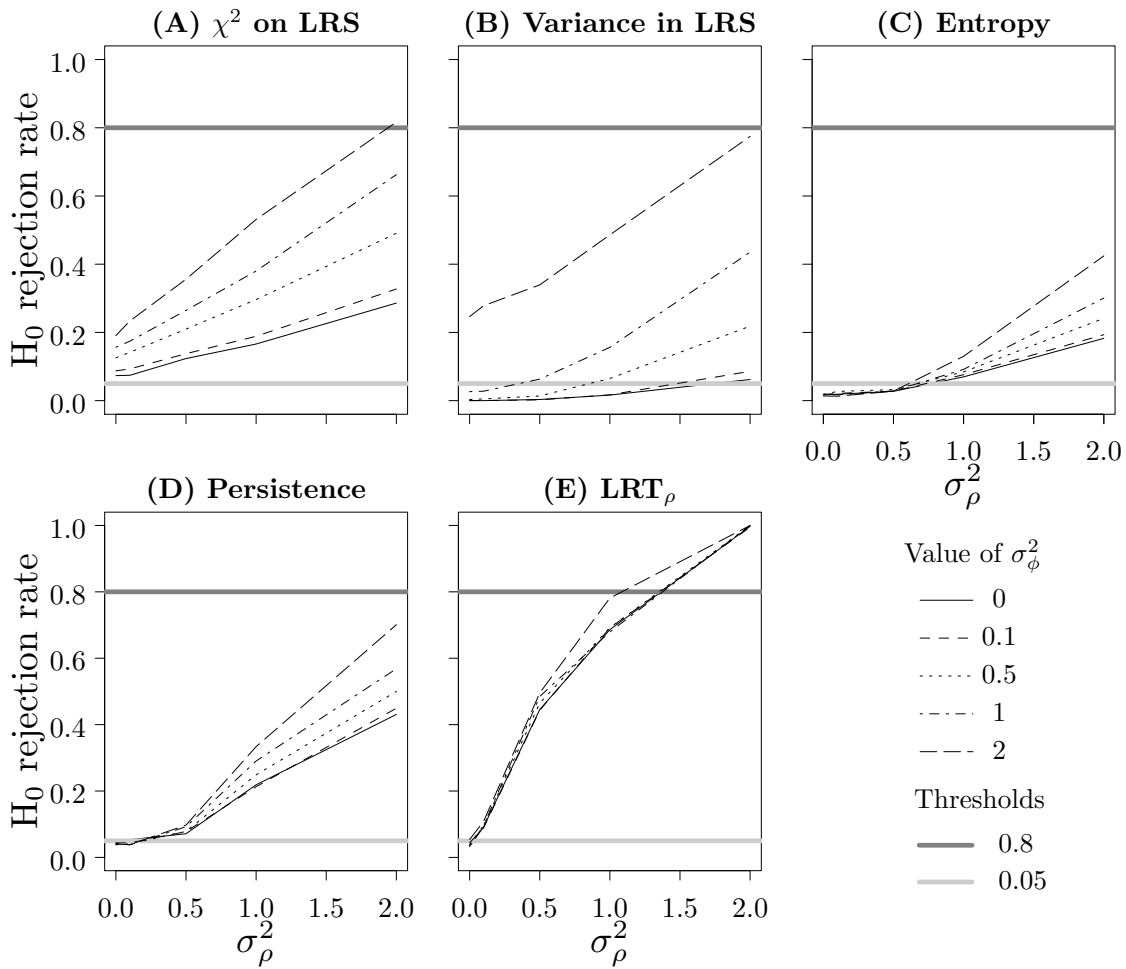 (A) χ² on LRS
(B) Variance in LRS
(C) Entropy
H₀ rejection rate
1.0
0.8
0.6
0.4
0.2
0.0
0.0 0.5 1.0 1.5 2.0
σ²ρ
(D) Persistence
(E) LRTρ
H₀ rejection rate
1.0
0.8
0.6
0.4
0.2
0.0
0.0 0.5 1.0 1.5 2.0
σ²ρ
0.0 0.5 1.0 1.5 2.0
σ²ρ
Value of σ²ϕ
0
0.1
0.5
1
2
Thresholds
0.8
0.05